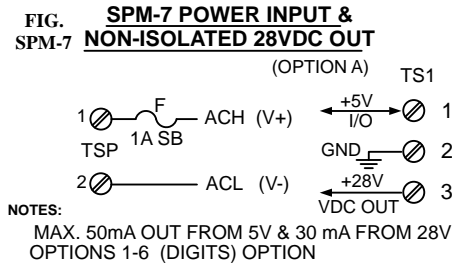 FIG. SPM-7
SPM-7 POWER INPUT &
NON-ISOLATED 28VDC OUT
(OPTION A)
TS1
1 F ACH (V+) +5V 1
1A SB I/O
TSP GND 2
2 ACL (V-) +28V 3
VDC OUT
NOTES:
MAX. 50mA OUT FROM 5V & 30 mA FROM 28V
OPTIONS 1-6 (DIGITS) OPTION